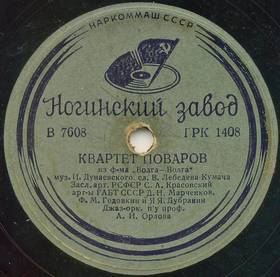 НАРКОММАШ СССР
Ногинский завод
В 7608 ГРК 1408
КВАРТЕТ ПОВАРОВ
из ф-ма „Волга—Волга"
муз. И. Дунаевского, сл. В. Лебедева-Кумача
Засл. арт. РСФСР С. А. Красовский
арт-ы ГАБТ СССР Д. Н. Марченков,
Ф. М. Годовкин и Я. Я. Дубравин
Джаз-орк. п/у проф.
А. И. Орлова